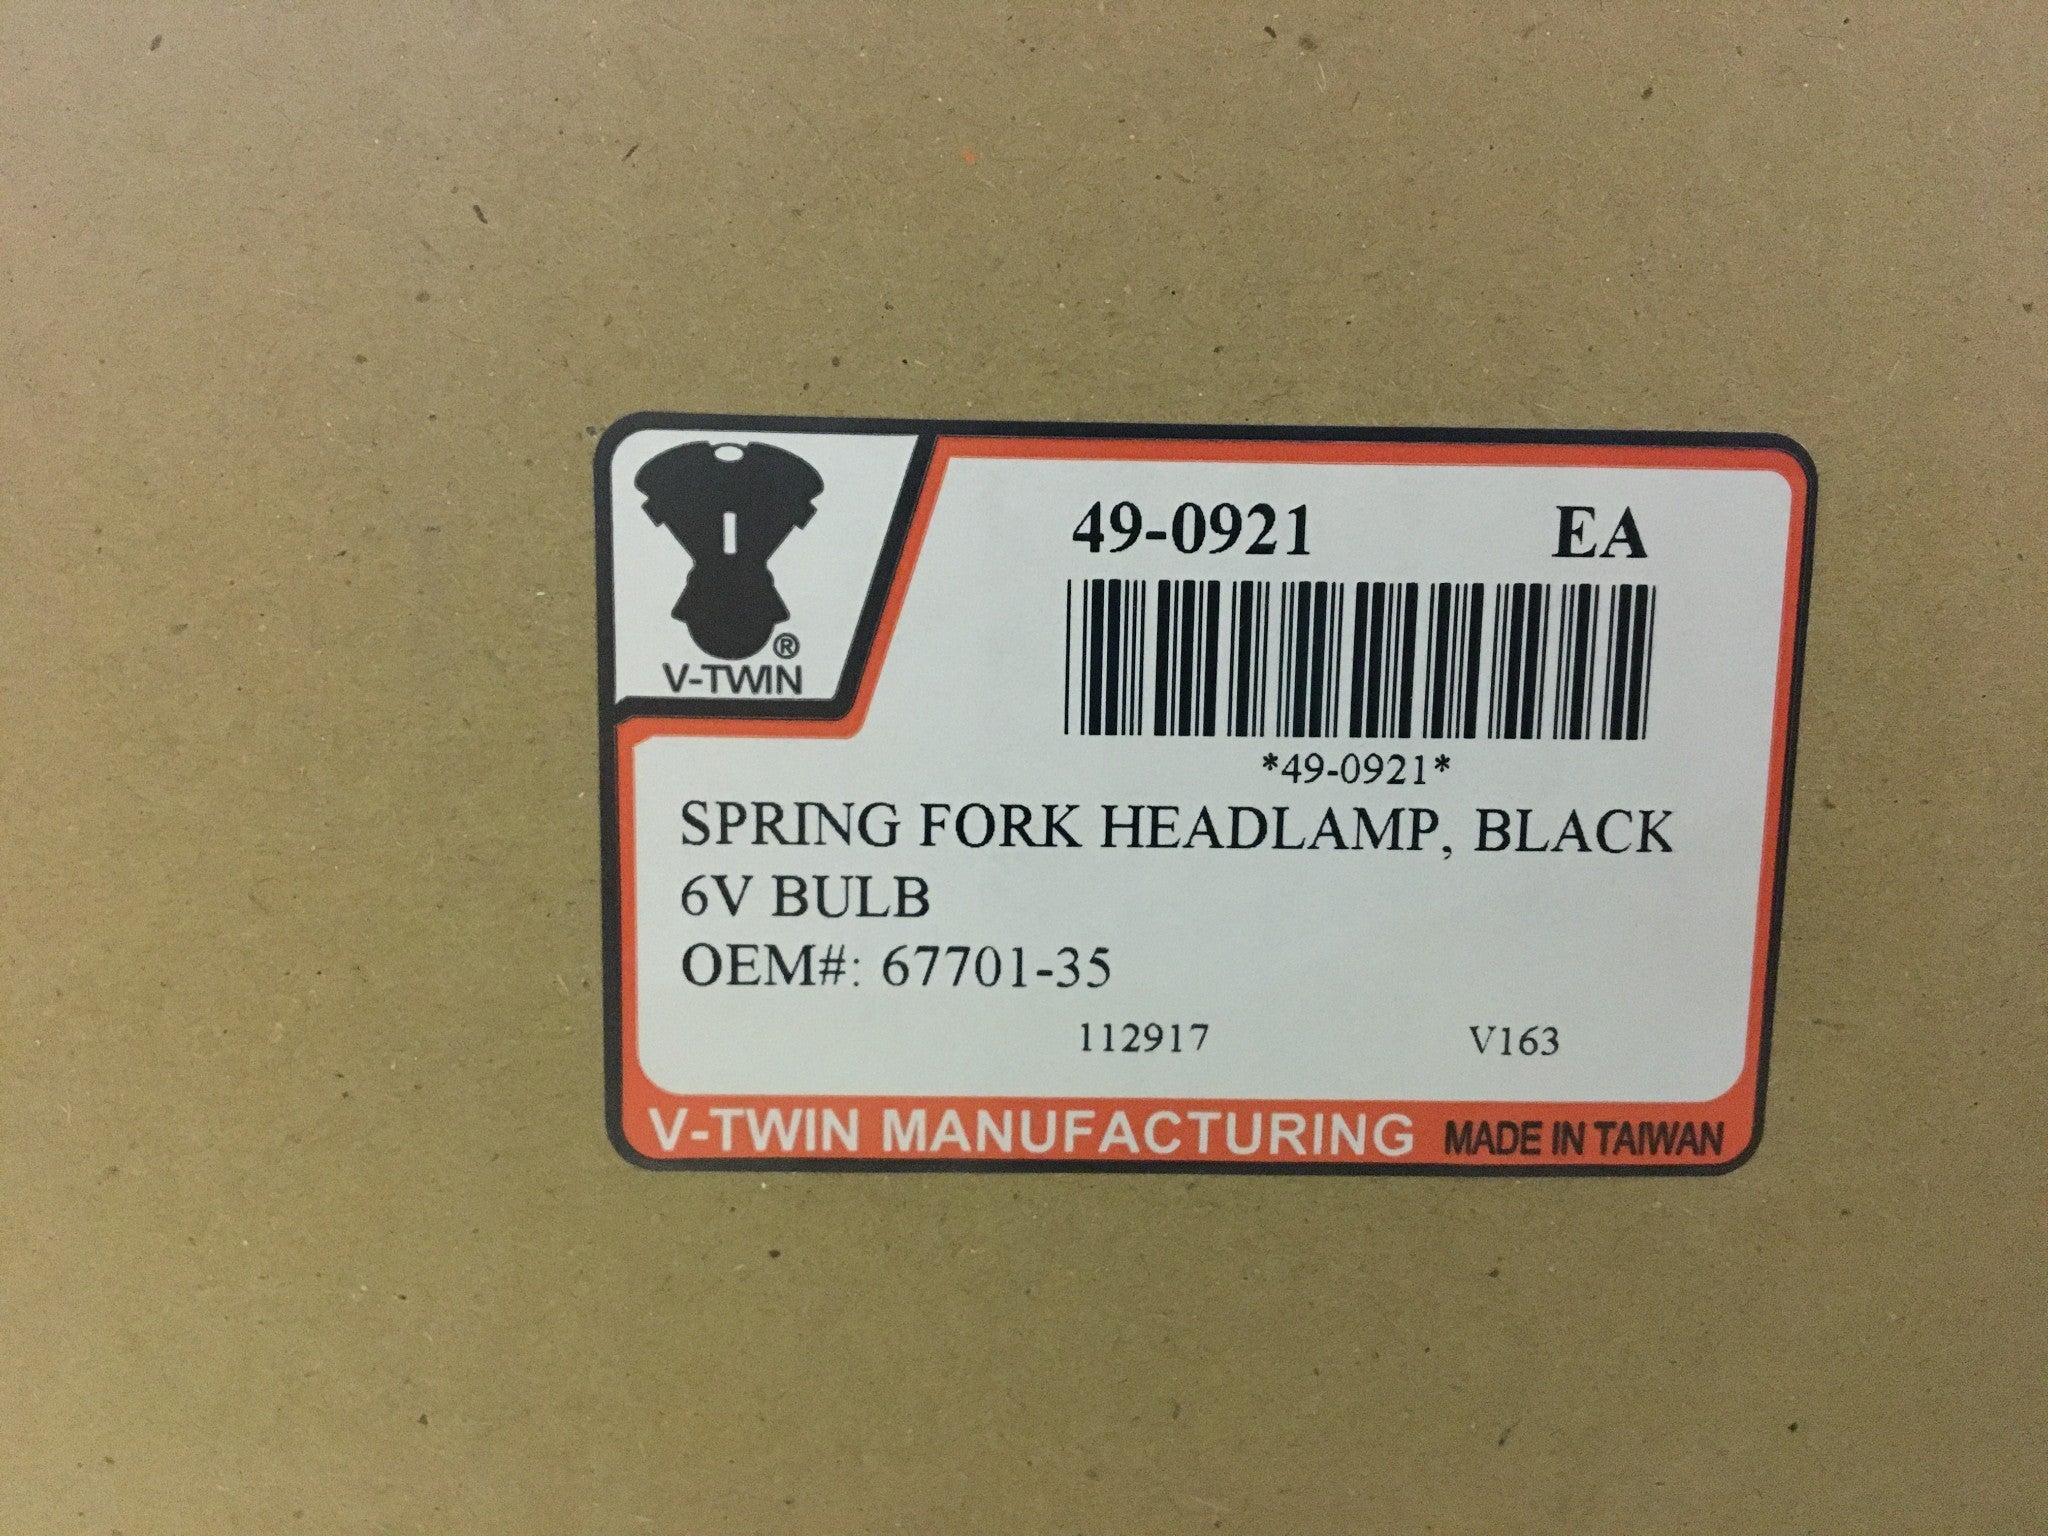 ®
V-TWIN
49-0921 EA
*49-0921*
SPRING FORK HEADLAMP, BLACK
6V BULB
OEM#: 67701-35
112917 V163
V-TWIN MANUFACTURING MADE IN TAIWAN